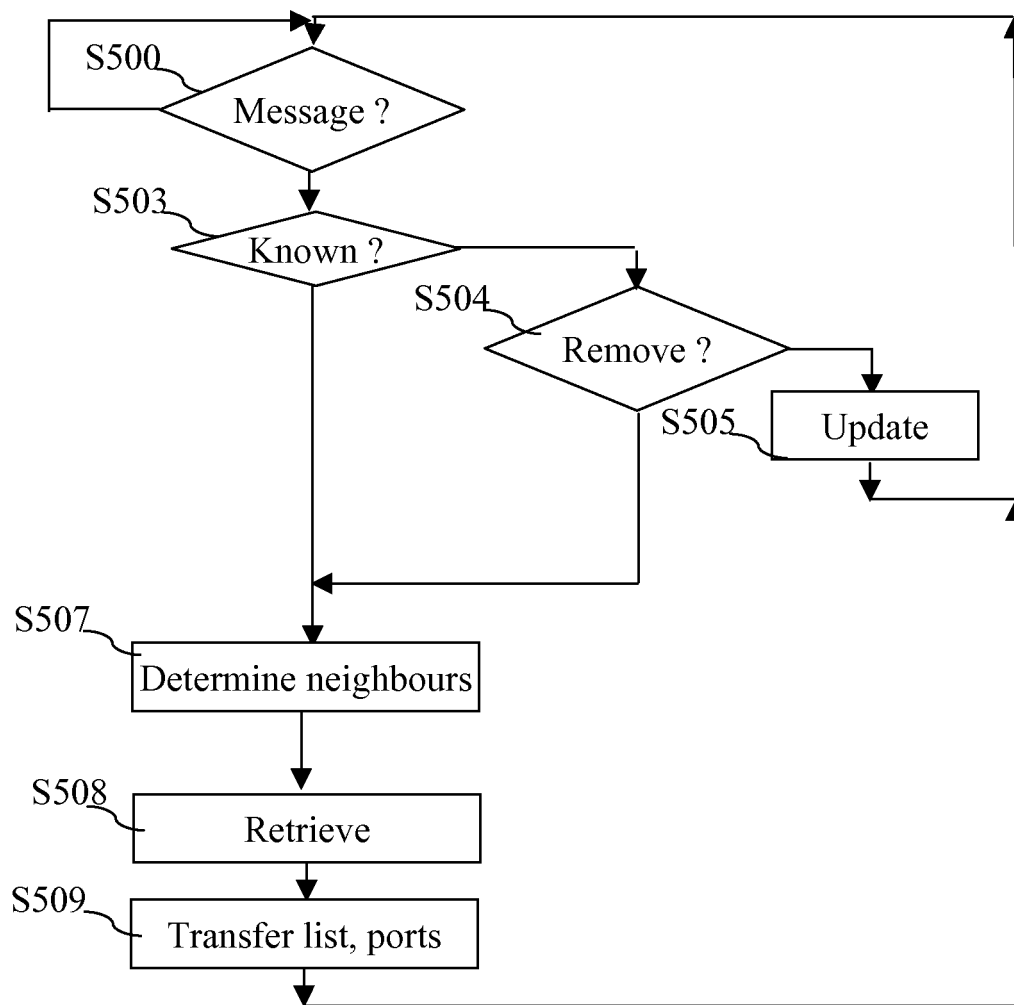 S500
Message ?
S503
Known ?
S504
Remove ?
S505
Update
S507
Determine neighbours
S508
Retrieve
S509
Transfer list, ports